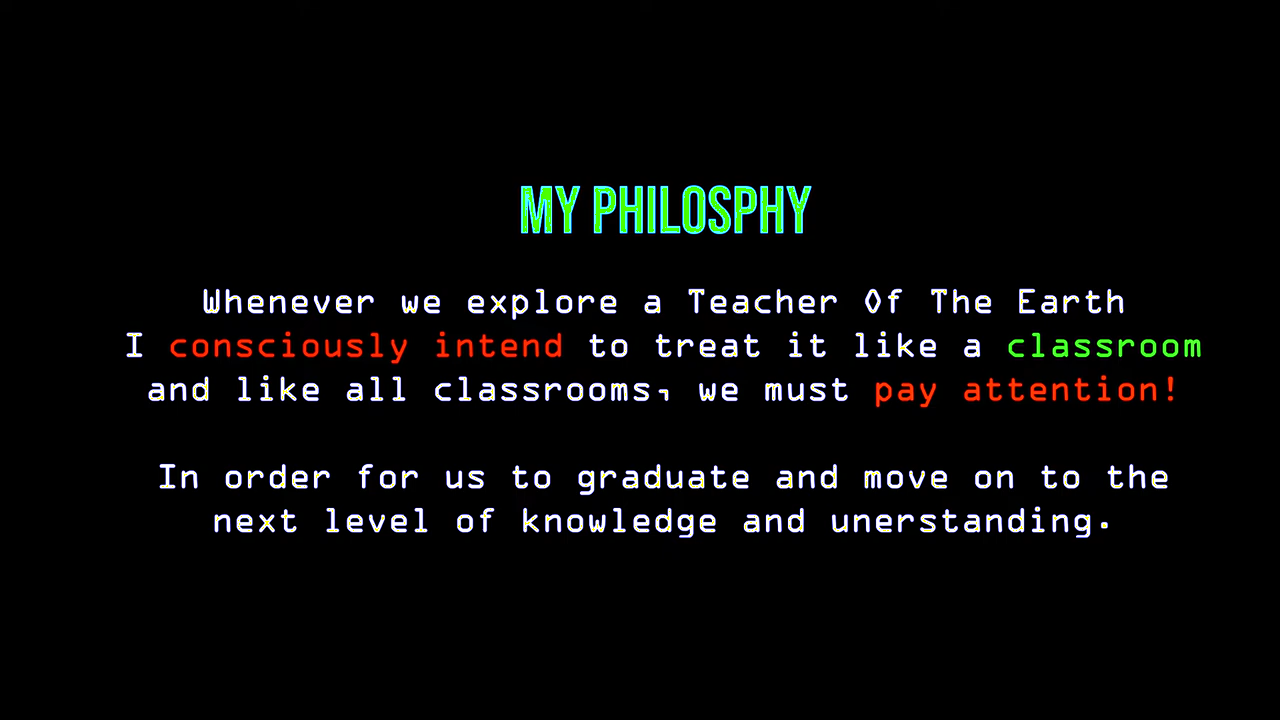 MY PHILOSPHY
Whenever we explore a Teacher Of The Earth
I consciously intend to treat it like a classroom
and like all classrooms, we must pay attention!
In order for us to graduate and move on to the
next level of knowledge and unerstanding.